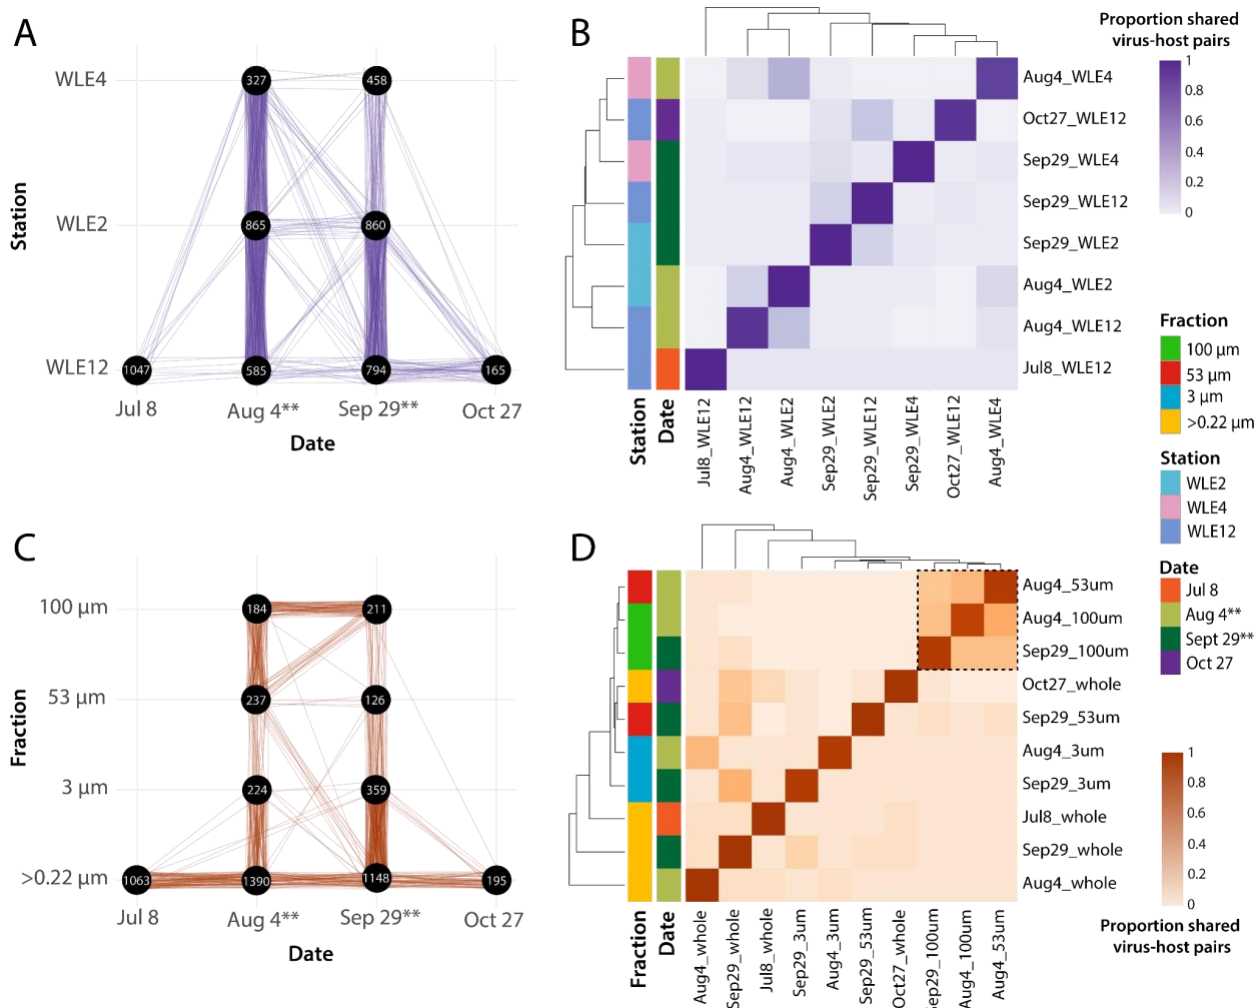 A
WLE4
WLE2
WLE12
Station
327
458
865
860
1047
585
794
165
Jul 8
Aug 4**
Sep 29**
Oct 27
Date
B
Proportion shared
virus-host pairs
1
0.8
0.6
0.4
0.2
0
Aug4_WLE4
Oct27_WLE12
Sep29_WLE4
Sep29_WLE12
Sep29_WLE2
Aug4_WLE2
Aug4_WLE12
Jul8_WLE12
Station
Date
Jul8_WLE12
Aug4_WLE12
Aug4_WLE2
Sep29_WLE2
Sep29_WLE12
Sep29_WLE4
Oct27_WLE12
Aug4_WLE4
Fraction
100 µm
53 µm
3 µm
>0.22 µm
Station
WLE2
WLE4
WLE12
Date
Jul 8
Aug 4**
Sept 29**
Oct 27
C
100 µm
53 µm
3 µm
>0.22 µm
Fraction
184
211
237
126
224
359
1063
1390
1148
195
Jul 8
Aug 4**
Sep 29**
Oct 27
Date
D
Aug4_53um
Aug4_100um
Sep29_100um
Oct27_whole
Sep29_53um
Aug4_3um
Sep29_3um
Jul8_whole
Sep29_whole
Aug4_whole
Fraction
Date
Aug4_whole
Sep29_whole
Jul8_whole
Sep29_3um
Aug4_3um
Sep29_53um
Oct27_whole
Sep29_100um
Aug4_100um
Aug4_53um
1
0.8
0.6
0.4
0.2
0
Proportion shared
virus-host pairs